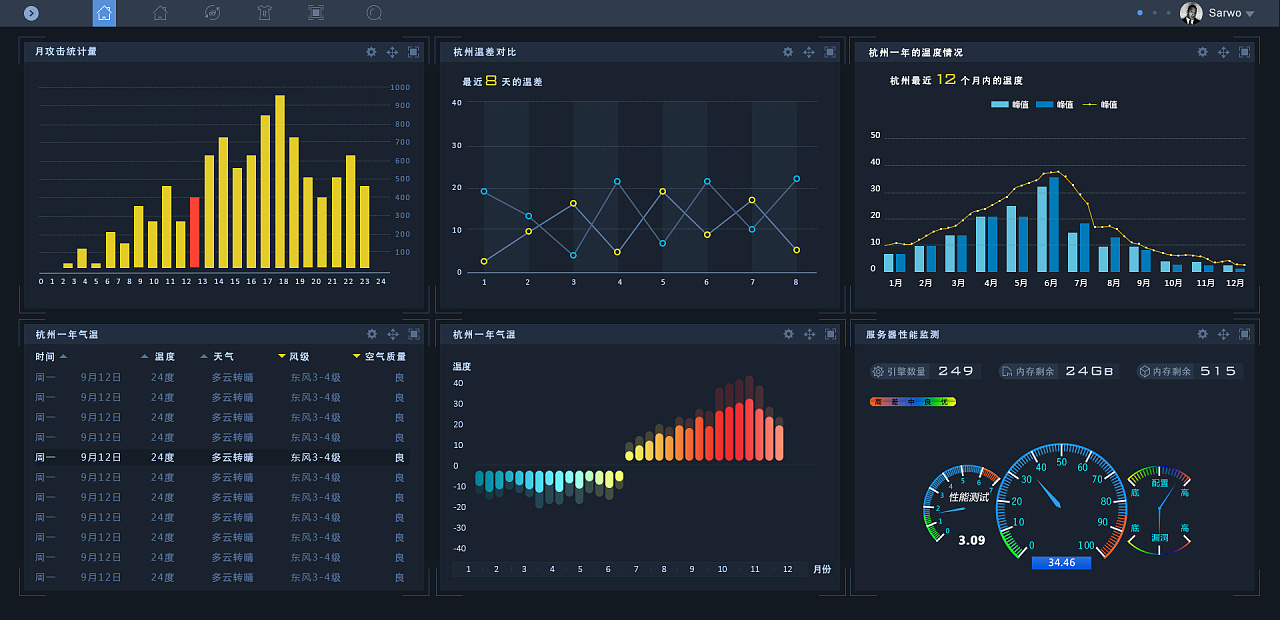 Sarwo
月攻击统计量
1000
900
800
700
600
500
400
300
200
100
0 1 2 3 4 5 6 7 8 9 10 11 12 13 14 15 16 17 18 19 20 21 22 23 24
杭州温差对比
最近 8 天的温差
40
30
20
10
0
1 2 3 4 5 6 7 8
杭州一年的温度情况
杭州最近 12 个月内的温度
峰值 峰值 峰值
50
40
30
20
10
0
1月 2月 3月 4月 5月 6月 7月 8月 9月 10月 11月 12月
杭州一年气温
时间 温度 天气 风级 空气质量
周一 9月12日 24度 多云转晴 东风3-4级 良
周一 9月12日 24度 多云转晴 东风3-4级 良
周一 9月12日 24度 多云转晴 东风3-4级 良
周一 9月12日 24度 多云转晴 东风3-4级 良
周一 9月12日 24度 多云转晴 东风3-4级 良
周一 9月12日 24度 多云转晴 东风3-4级 良
周一 9月12日 24度 多云转晴 东风3-4级 良
周一 9月12日 24度 多云转晴 东风3-4级 良
周一 9月12日 24度 多云转晴 东风3-4级 良
周一 9月12日 24度 多云转晴 东风3-4级 良
周一 9月12日 24度 多云转晴 东风3-4级 良
杭州一年气温
温度
40
30
20
10
0
-10
-20
-30
-40
1 2 3 4 5 6 7 8 9 10 11 12 月份
服务器性能监测
引擎数量 249 内存剩余 24GB 内存剩余 515
高 差 中 良 优
0 1 2 3 4 5 6 7
性能测试
3.09
0 10 20 30 40 50 60 70 80 90 100
34.46
配置
底 高
底 高
漏洞